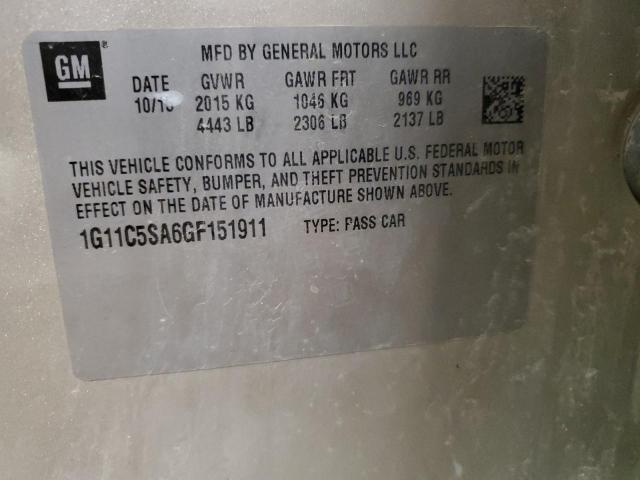 GM
MFD BY GENERAL MOTORS LLC
DATE GVWR GAWR FRT GAWR RR
2015 KG 1046 KG 969 KG
4443 LB 2306 LB 2137 LB
THIS VEHICLE CONFORMS TO ALL APPLICABLE U.S. FEDERAL MOTOR
VEHICLE SAFETY, BUMPER, AND THEFT PREVENTION STANDARDS IN
EFFECT ON THE DATE OF MANUFACTURE SHOWN ABOVE.
1G11C5SA6GF151911 TYPE: PASS CAR